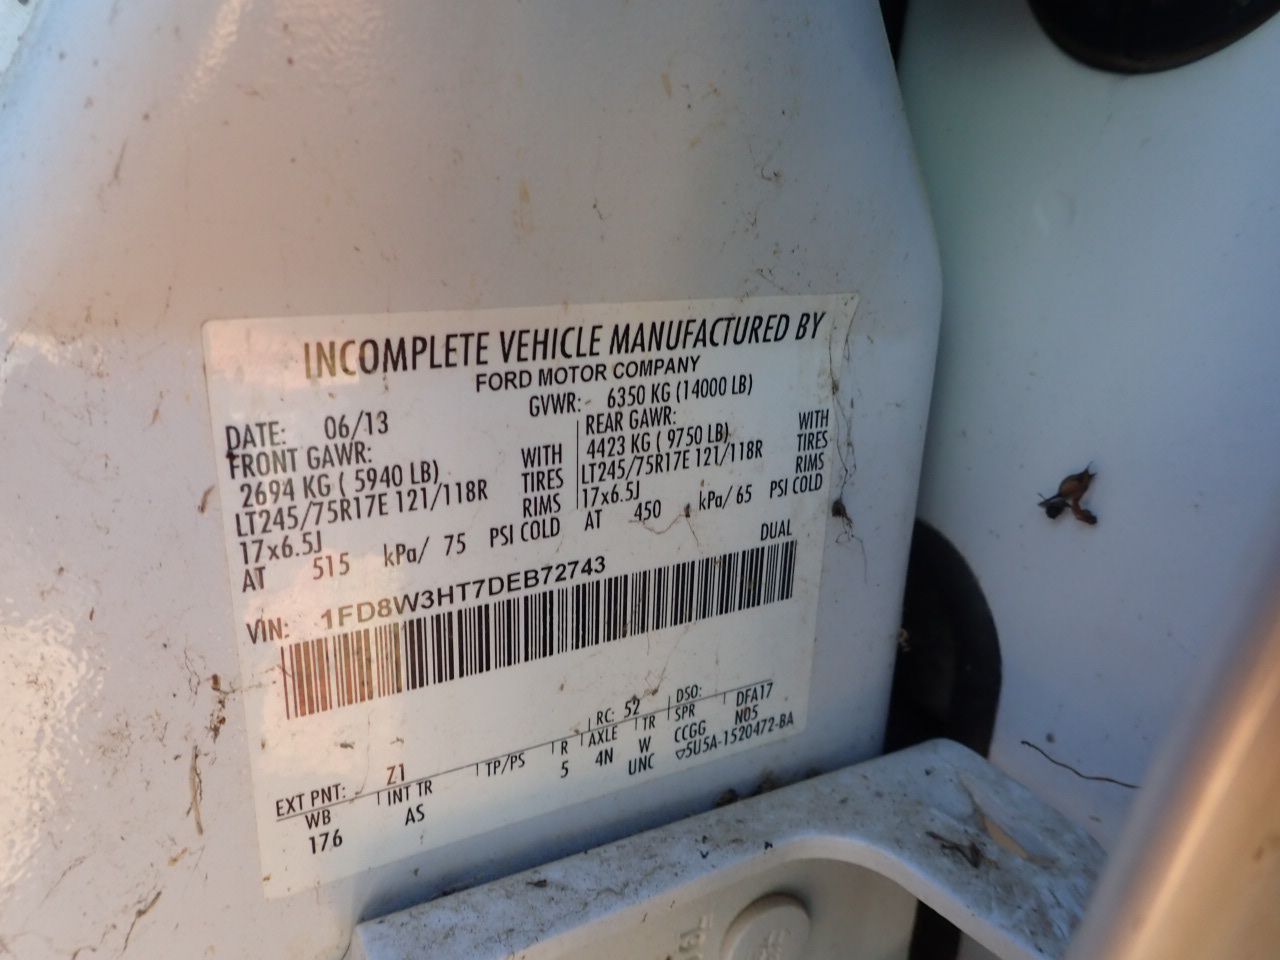 INCOMPLETE VEHICLE MANUFACTURED BY
FORD MOTOR COMPANY
DATE: 06/13
GVWR: 6350 KG (14000 LB)
FRONT GAWR:
2694 KG ( 5940 LB) WITH
LT245/75R17E 121/118R TIRES
17x6.5J RIMS
AT 515 kPa/ 75 PSI COLD
REAR GAWR:
4423 KG ( 9750 LB) WITH
LT245/75R17E 121/118R TIRES
17x6.5J RIMS
AT 450 kPa/ 65 PSI COLD
DUAL
VIN: 1FD8W3HT7DEB72743
EXT PNT: Z1 RC: 52 DSO:
WB INT TR TP/PS R AXLE TR SPR DFA17
176 AS 5 4N W CCGG N05
UNC ▽5U5A-1520472-BA